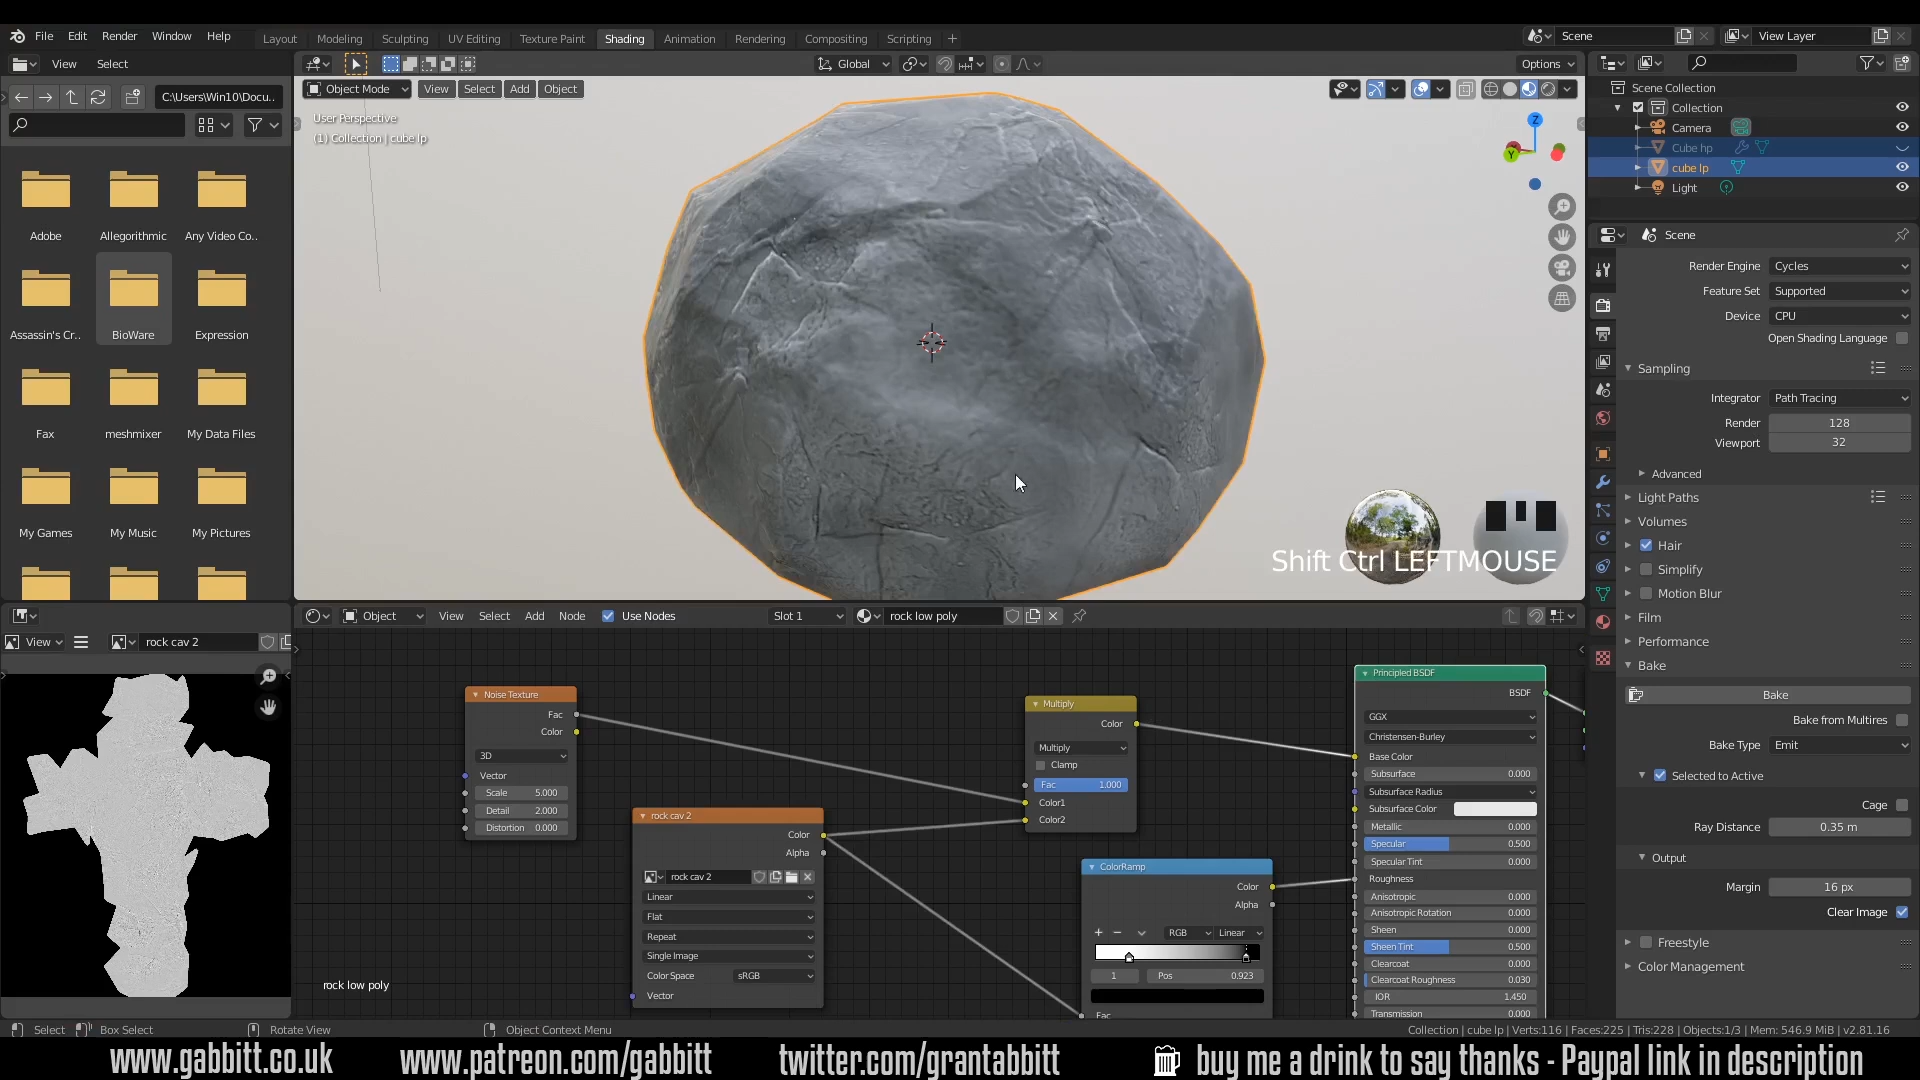 File Edit Render Window Help
Layout Modeling Sculpting UV Editing Texture Paint Shading Animation Rendering Compositing Scripting +
Scene
View Layer
View Select
Global
Options
C:\Users\Win10\Docu..
Object Mode View Select Add Object
User Perspective
(1) Collection | cube lp
Z
Y
Adobe Allegorithmic Any Video Co..
Assassin's Cr.. BioWare Expression
Fax meshmixer My Data Files
My Games My Music My Pictures
Shift Ctrl LEFTMOUSE
Scene Collection
Collection
Camera
Cube hp
cube lp
Light
Scene
Render Engine Cycles
Feature Set Supported
Device CPU
Open Shading Language
Sampling
Integrator Path Tracing
Render 128
Viewport 32
Advanced
Light Paths
Volumes
Hair
Simplify
Motion Blur
Film
Performance
Bake
Bake
Bake from Multires
Bake Type Emit
Selected to Active
Cage
Ray Distance 0.35 m
Output
Margin 16 px
Clear Image
Freestyle
Color Management
View rock cav 2
Object View Select Add Node Use Nodes Slot 1 rock low poly
Noise Texture
Fac
Color
3D
Vector
Scale 5.000
Detail 2.000
Distortion 0.000
rock cav 2
Color
Alpha
rock cav 2
Linear
Flat
Repeat
Single Image
Color Space sRGB
Vector
Multiply
Color
Multiply
Clamp
Fac 1.000
Color1
Color2
ColorRamp
Color
Alpha
+ − RGB Linear
1 Pos 0.923
Fac
Principled BSDF
BSDF
GGX
Christensen-Burley
Base Color
Subsurface 0.000
Subsurface Radius
Subsurface Color
Metallic 0.000
Specular 0.500
Specular Tint 0.000
Roughness
Anisotropic 0.000
Anisotropic Rotation 0.000
Sheen 0.000
Sheen Tint 0.500
Clearcoat 0.000
Clearcoat Roughness 0.030
IOR 1.450
Transmission 0.000
rock low poly
Select Box Select Rotate View Object Context Menu
Collection | cube lp | Verts:116 | Faces:225 | Tris:228 | Objects:1/3 | Mem: 546.9 MiB | v2.81.16
www.gabbitt.co.uk www.patreon.com/gabbitt twitter.com/grantabbitt buy me a drink to say thanks - Paypal link in description